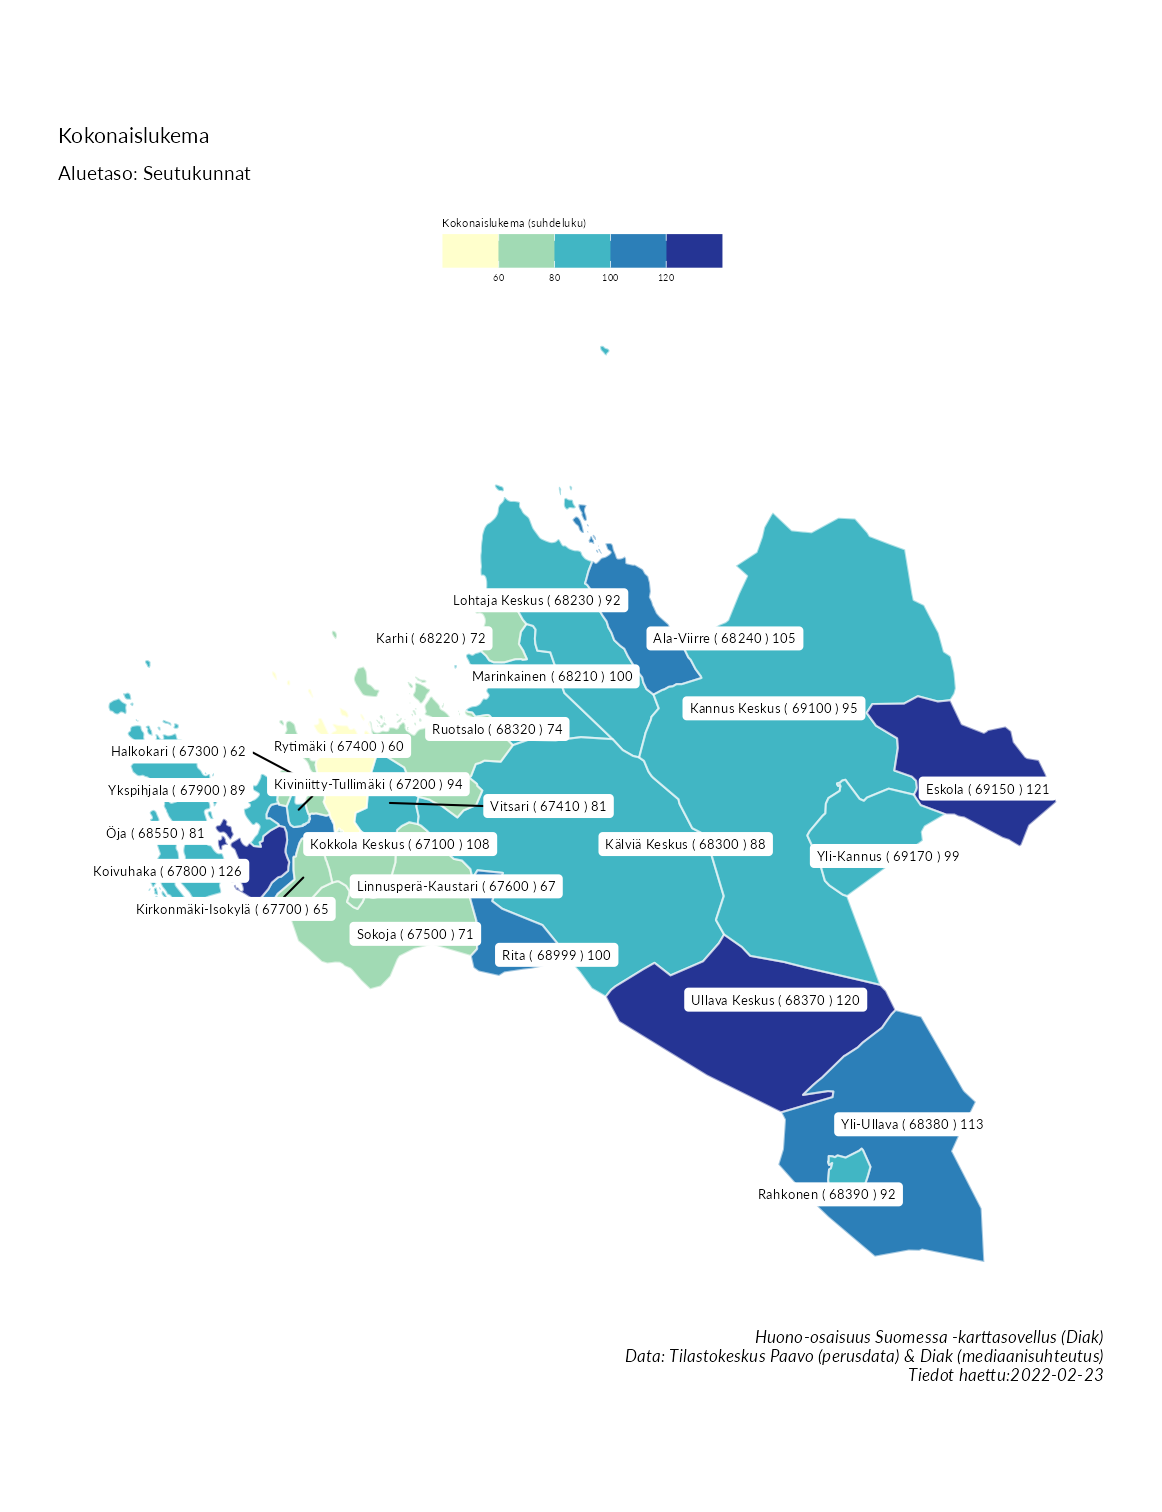 Kokonaislukema
Aluetaso: Seutukunnat
Kokonaislukema (suhdeluku)
60 80 100 120
Lohtaja Keskus ( 68230 ) 92
Karhi ( 68220 ) 72
Ala-Viirre ( 68240 ) 105
Marinkainen ( 68210 ) 100
Kannus Keskus ( 69100 ) 95
Ruotsalo ( 68320 ) 74
Rytimäki ( 67400 ) 60
Halkokari ( 67300 ) 62
Kiviniitty-Tullimäki ( 67200 ) 94
Ykspihjala ( 67900 ) 89
Eskola ( 69150 ) 121
Vitsari ( 67410 ) 81
Öja ( 68550 ) 81
Kokkola Keskus ( 67100 ) 108
Kälviä Keskus ( 68300 ) 88
Yli-Kannus ( 69170 ) 99
Koivuhaka ( 67800 ) 126
Linnusperä-Kaustari ( 67600 ) 67
Kirkonmäki-Isokylä ( 67700 ) 65
Sokoja ( 67500 ) 71
Rita ( 68999 ) 100
Ullava Keskus ( 68370 ) 120
Yli-Ullava ( 68380 ) 113
Rahkonen ( 68390 ) 92
Huono-osaisuus Suomessa -karttasovellus (Diak)
Data: Tilastokeskus Paavo (perusdata) & Diak (mediaanisuhteutus)
Tiedot haettu:2022-02-23